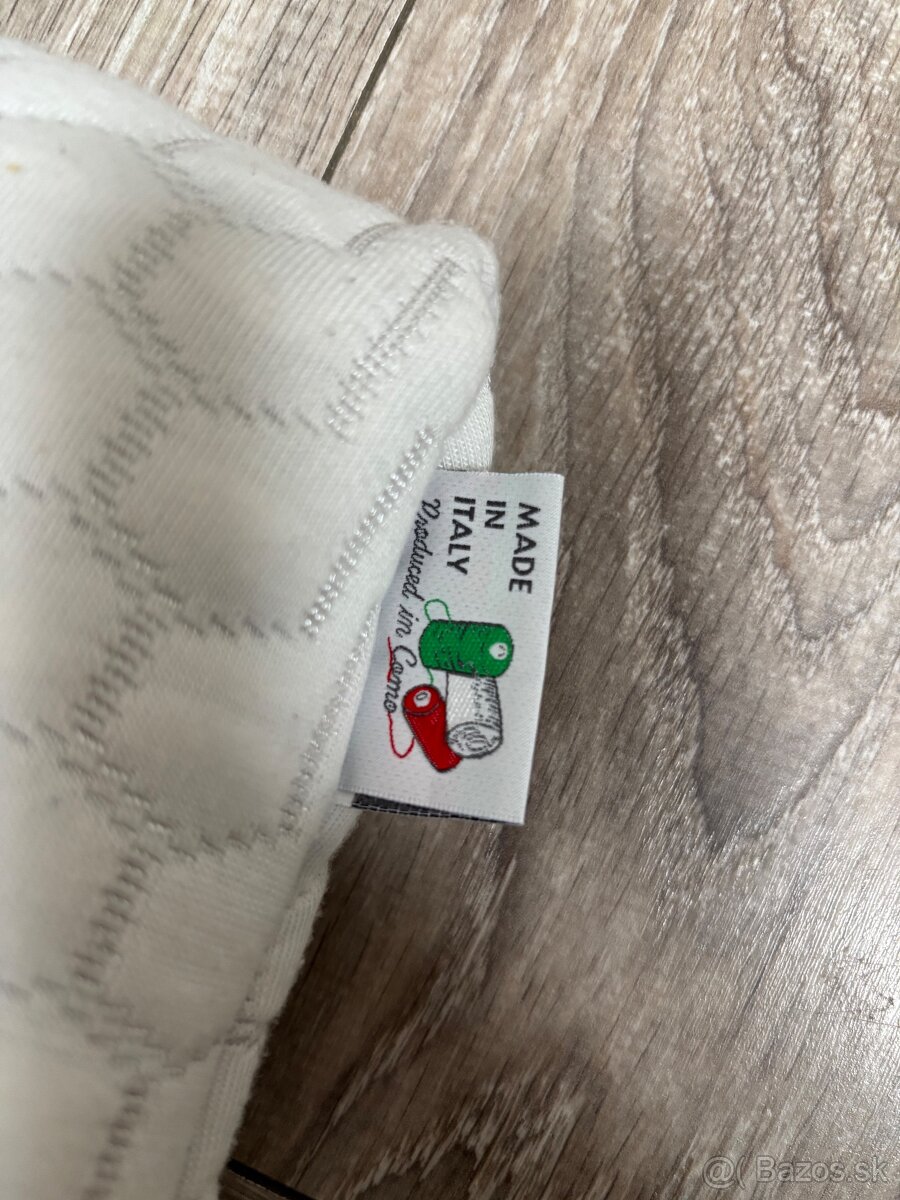 MADE
IN
ITALY
Produced in Como
@( Bazos.sk